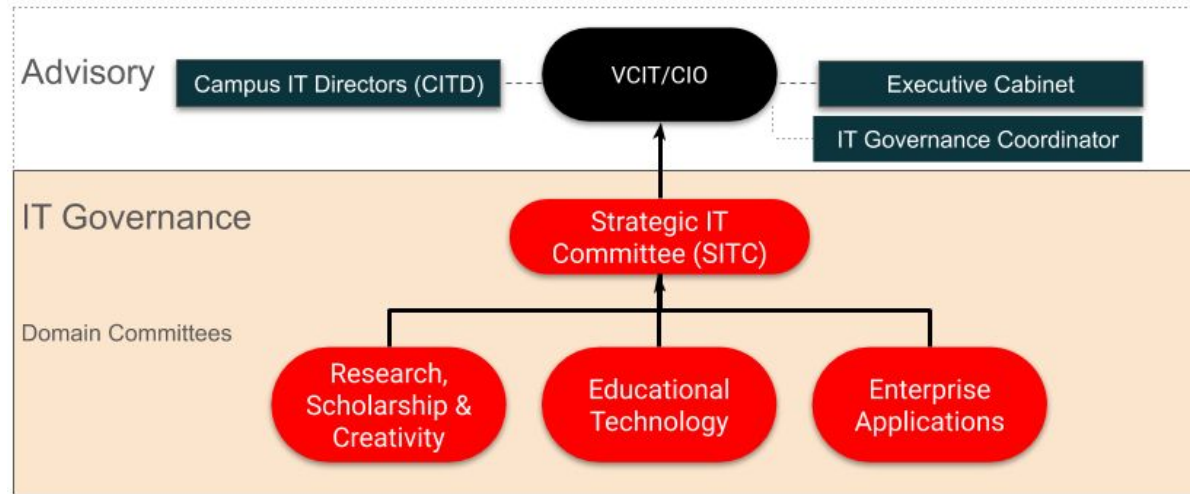 Advisory
Campus IT Directors (CITD)
VCIT/CIO
Executive Cabinet
IT Governance Coordinator
IT Governance
Strategic IT
Committee (SITC)
Domain Committees
Research,
Scholarship &
Creativity
Educational
Technology
Enterprise
Applications